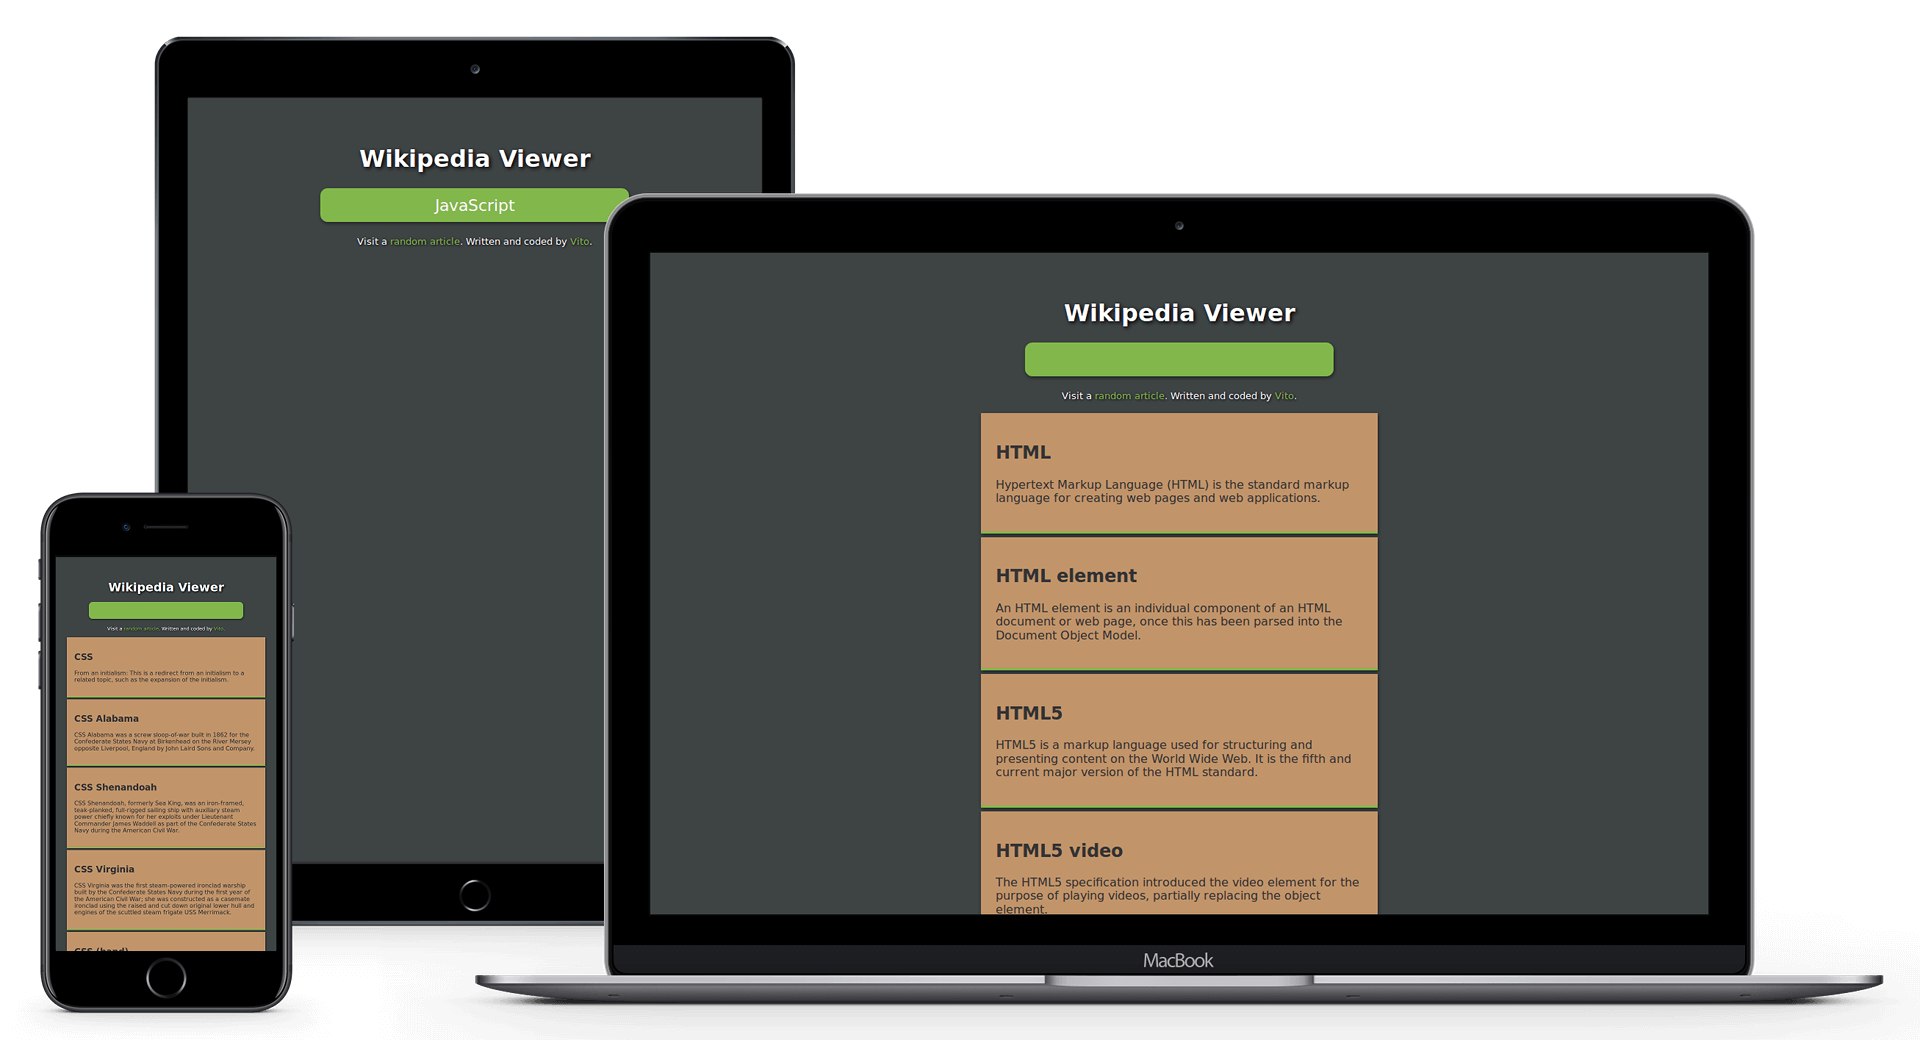 Wikipedia Viewer
JavaScript
Visit a random article. Written and coded by Vito.
Wikipedia Viewer
Visit a random article. Written and coded by Vito.
HTML
Hypertext Markup Language (HTML) is the standard markup
language for creating web pages and web applications.
HTML element
An HTML element is an individual component of an HTML
document or web page, once this has been parsed into the
Document Object Model.
HTML5
HTML5 is a markup language used for structuring and
presenting content on the World Wide Web. It is the fifth and
current major version of the HTML standard.
HTML5 video
The HTML5 specification introduced the video element for the
purpose of playing videos, partially replacing the object
element.
MacBook
Wikipedia Viewer
Visit a random article. Written and coded by Vito.
CSS
From an initialism: This is a redirect from an initialism to a
related topic, such as the expansion of the initialism.
CSS Alabama
CSS Alabama was a screw sloop-of-war built in 1862 for the
Confederate States Navy at Birkenhead on the River Mersey
opposite Liverpool, England by John Laird Sons and Company.
CSS Shenandoah
CSS Shenandoah, formerly Sea King, was an iron-framed,
teak-planked, full-rigged sailing ship with auxiliary steam
power chiefly known for her exploits under Lieutenant
Commander James Waddell as part of the Confederate States
Navy during the American Civil War.
CSS Virginia
CSS Virginia was the first steam-powered ironclad warship
built by the Confederate States Navy during the first year of
the American Civil War; she was constructed as a casemate
ironclad using the raised and cut down original lower hull and
engines of the scuttled steam frigate USS Merrimack.
CSS (band)